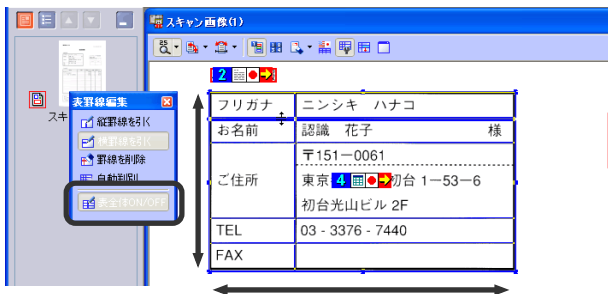 スキャン画像(1)
2
表罫線編集
スキ
縦罫線を引く
横罫線を引く
罫線を削除
自動判別
表全体ON/OFF
フリガナ ニンシキ ハナコ
お名前 認識 花子 様
〒151－0061
ご住所 東京 4 初台 1－53－6
初台光山ビル 2F
TEL 03 - 3376 - 7440
FAX